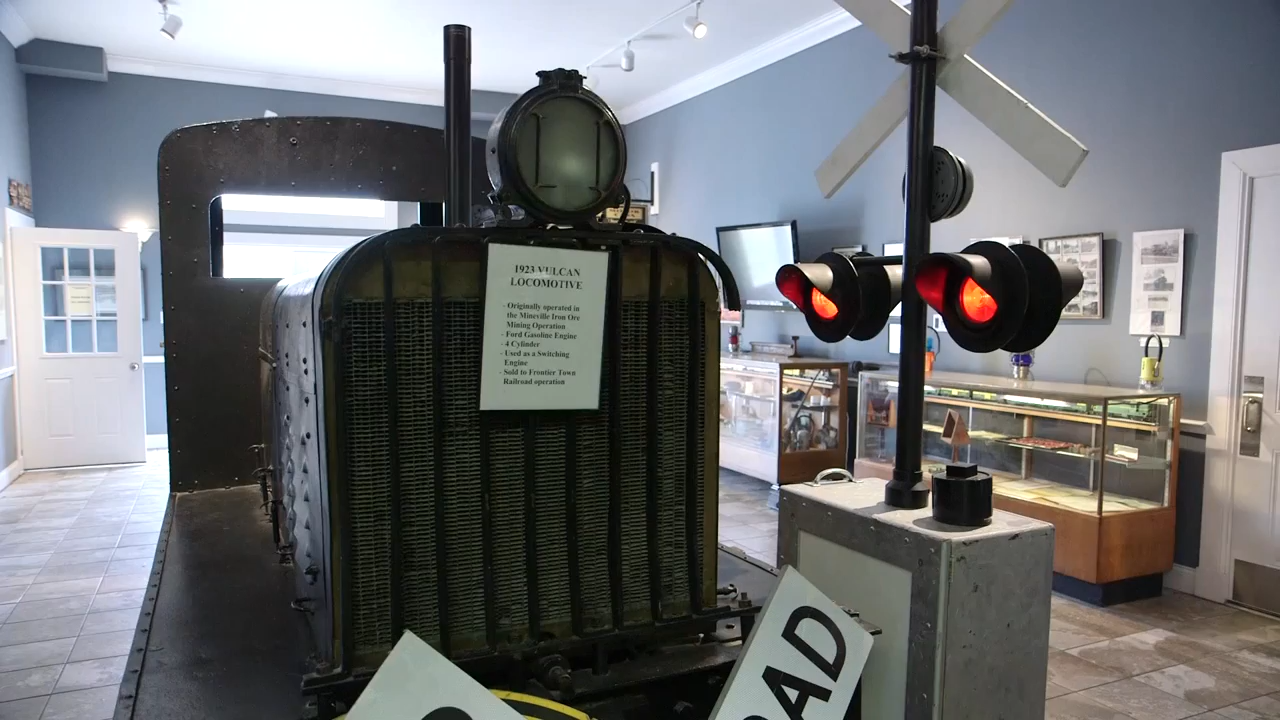 1923 VULCAN
LOCOMOTIVE
- Originally operated in
the Mineville Iron Ore
Mining Operation
- Ford Gasoline Engine
- 4 Cylinder
- Used as a Switching
Engine
- Sold to Frontier Town
Railroad operation
OAD